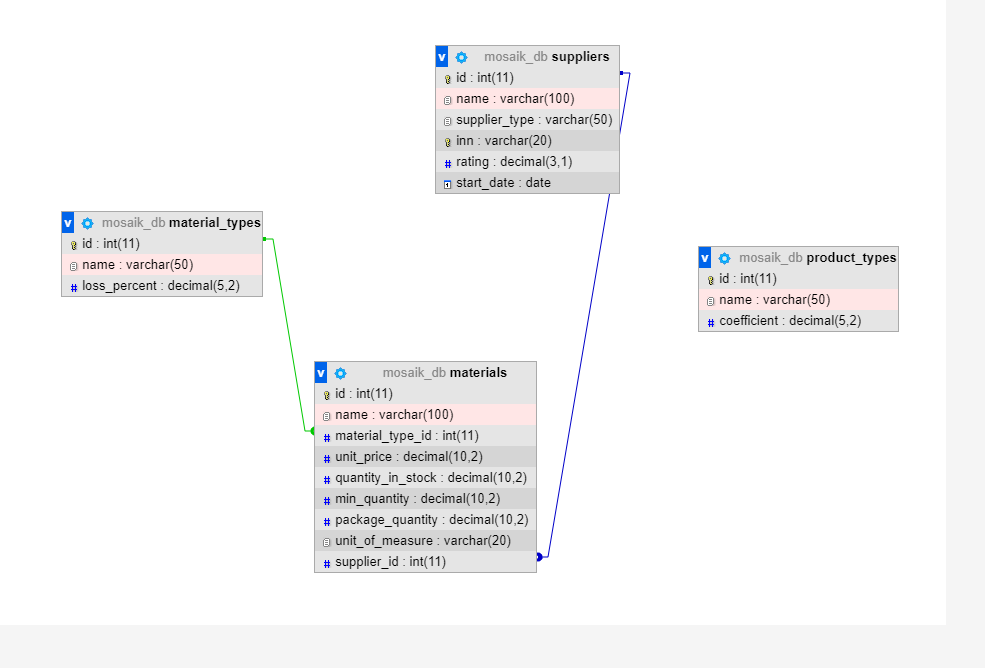 v mosaik_db suppliers
id : int(11)
name : varchar(100)
supplier_type : varchar(50)
inn : varchar(20)
rating : decimal(3,1)
start_date : date
v mosaik_db material_types
id : int(11)
name : varchar(50)
# loss_percent : decimal(5,2)
v mosaik_db product_types
id : int(11)
name : varchar(50)
# coefficient : decimal(5,2)
v mosaik_db materials
id : int(11)
name : varchar(100)
# material_type_id : int(11)
# unit_price : decimal(10,2)
# quantity_in_stock : decimal(10,2)
# min_quantity : decimal(10,2)
# package_quantity : decimal(10,2)
unit_of_measure : varchar(20)
# supplier_id : int(11)